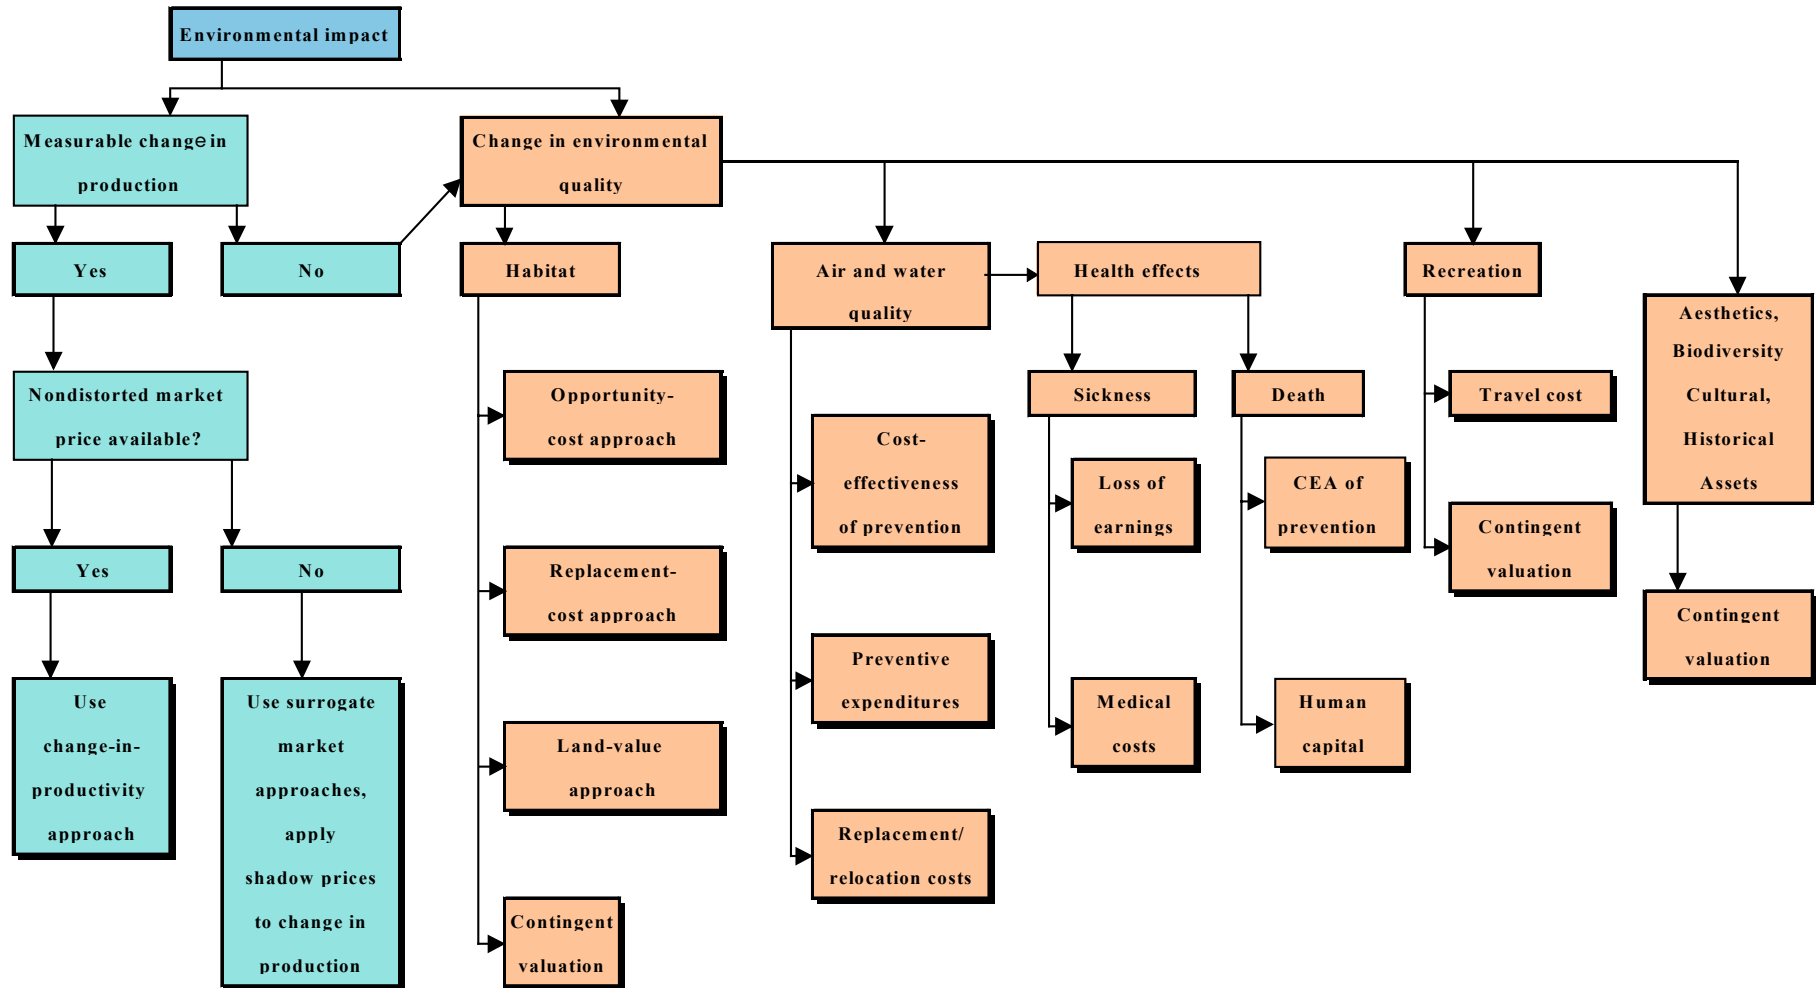 Environmental impact
Measurable change in
production
Change in environmental
quality
Yes
No
Habitat
Air and water
quality
Health effects
Recreation
Aesthetics,
Biodiversity
Cultural,
Historical
Assets
Nondistorted market
price available?
Opportunity-
cost approach
Sickness
Death
Travel cost
Cost-
effectiveness
of prevention
Loss of
earnings
CEA of
prevention
Contingent
valuation
Yes
No
Replacement-
cost approach
Contingent
valuation
Use
change-in-
productivity
approach
Use surrogate
market
approaches,
apply
shadow prices
to change in
production
Preventive
expenditures
Medical
costs
Human
capital
Land-value
approach
Replacement/
relocation costs
Contingent
valuation